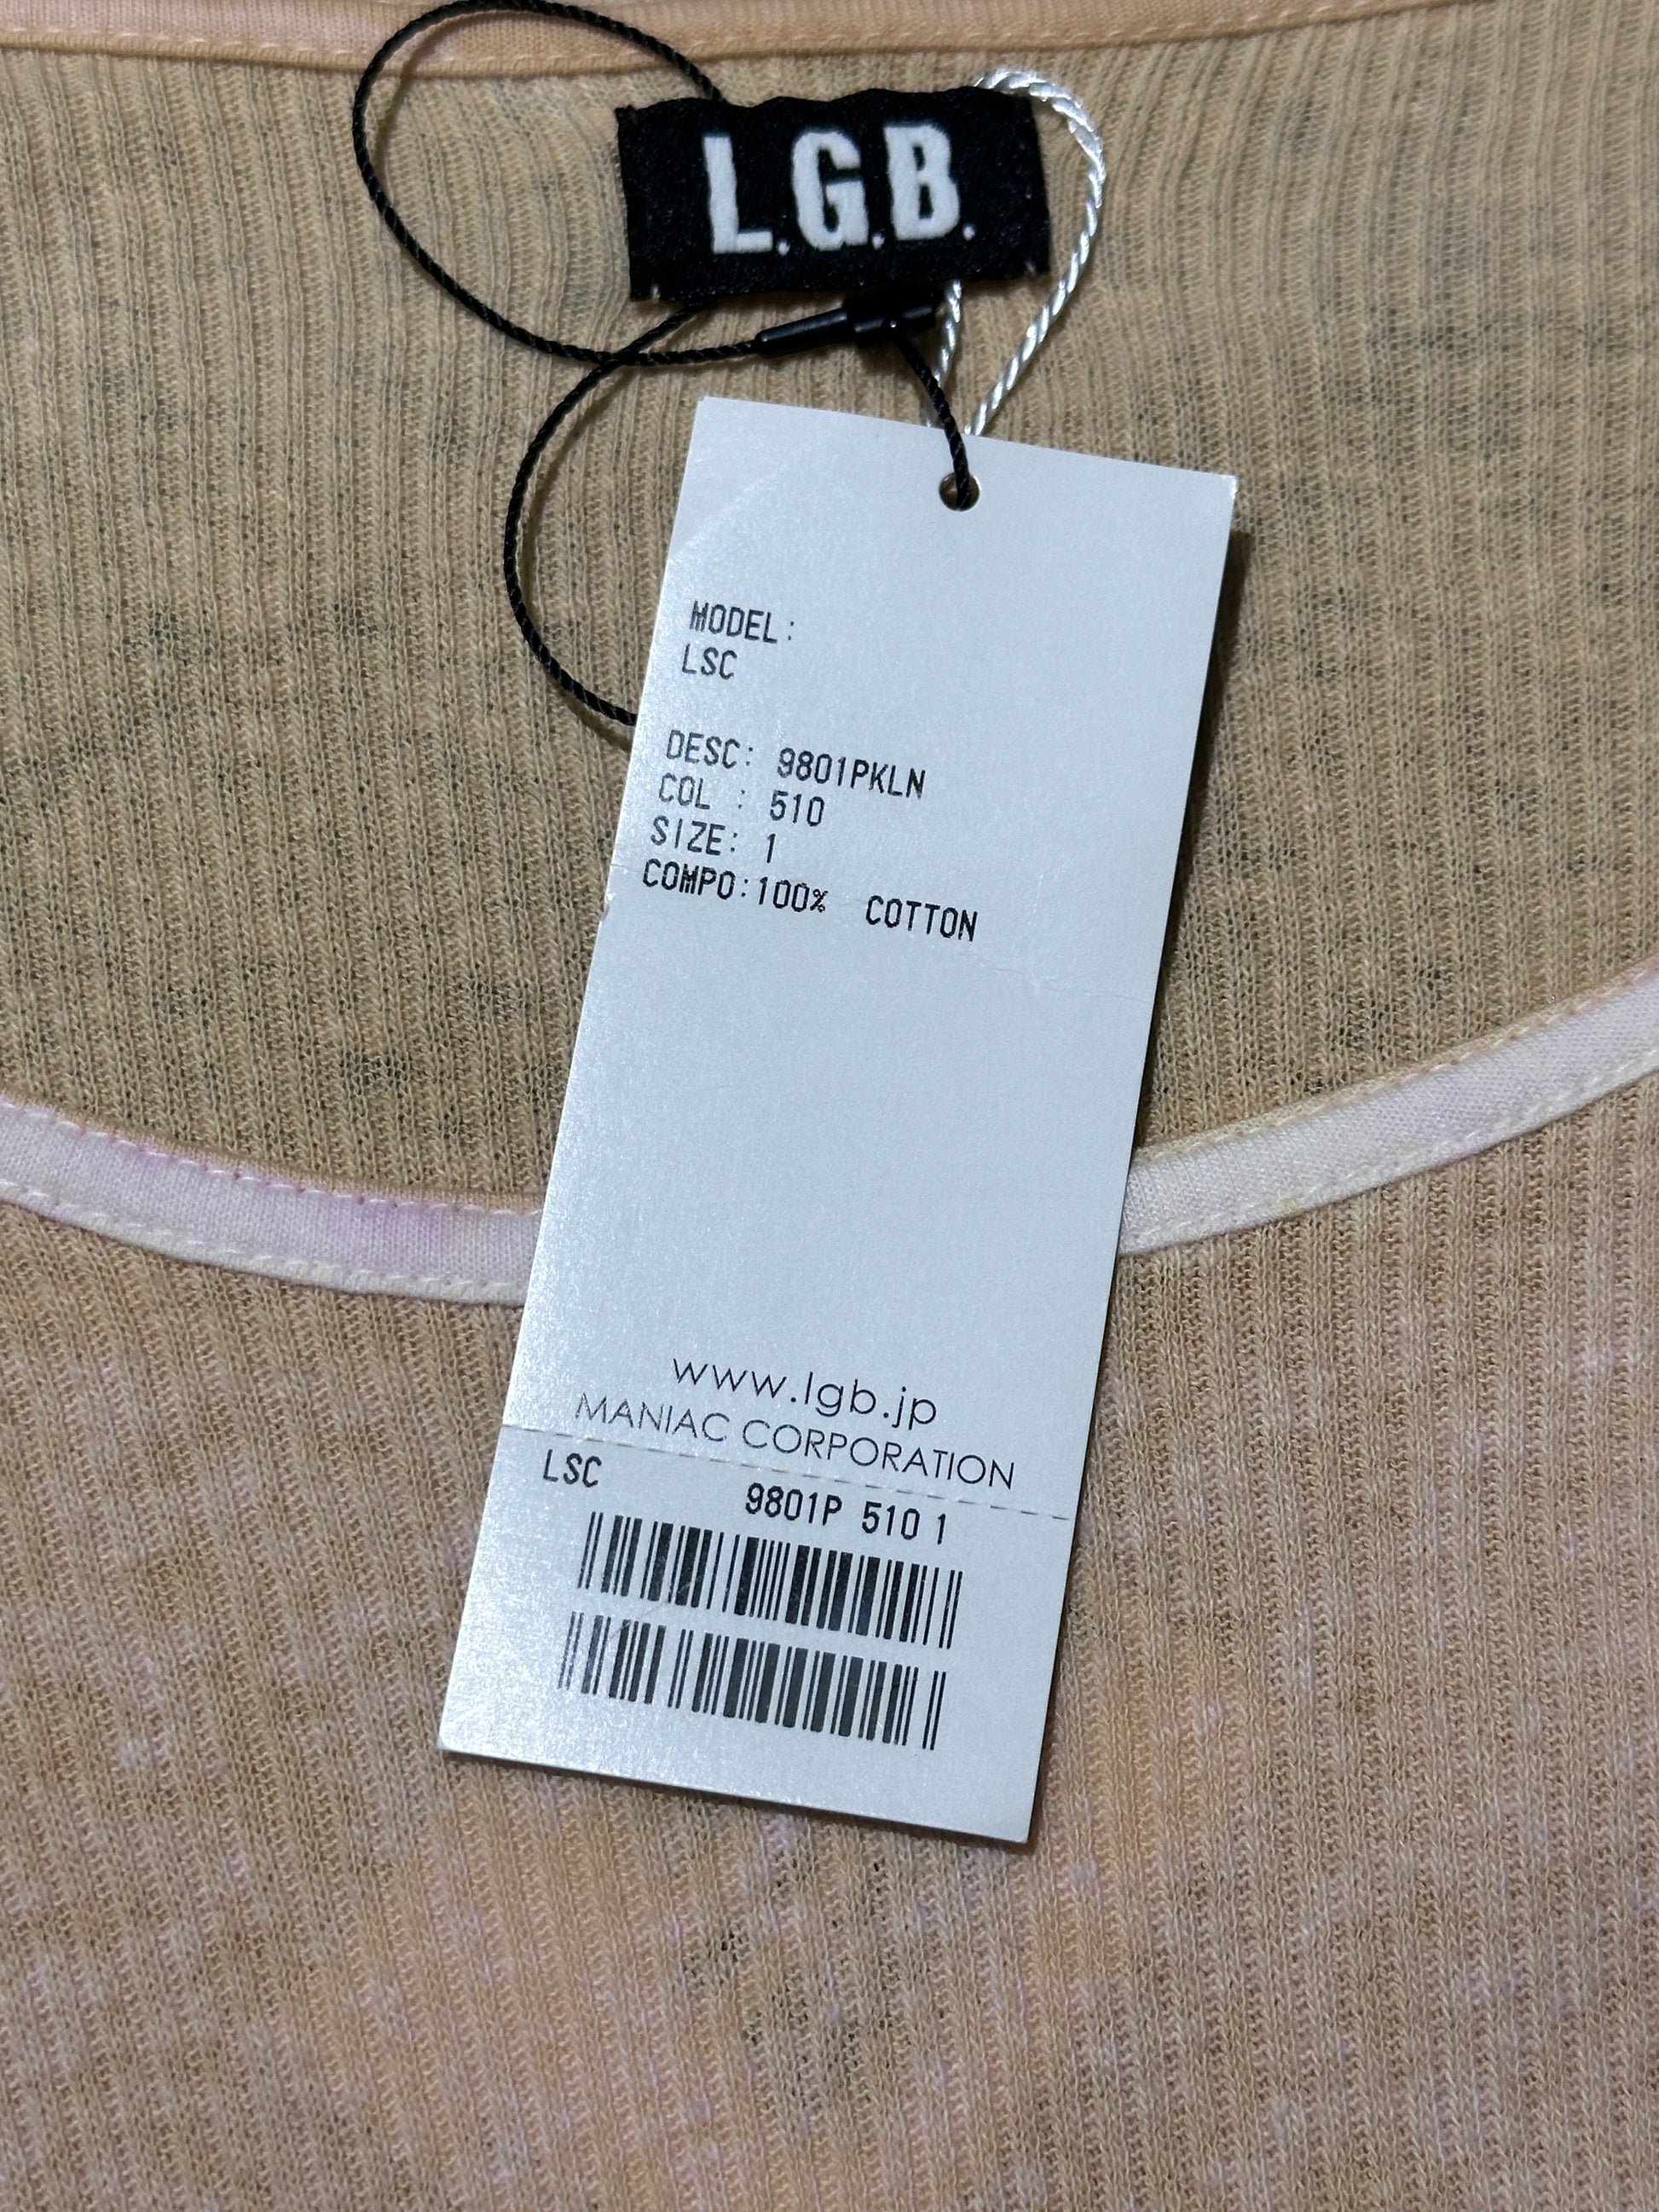 L.G.B.
MODEL:
LSC
DESC: 9801PKLN
COL : 510
SIZE: 1
COMPO:100% COTTON
www.lgb.jp
MANIAC CORPORATION
LSC 9801P 510 1